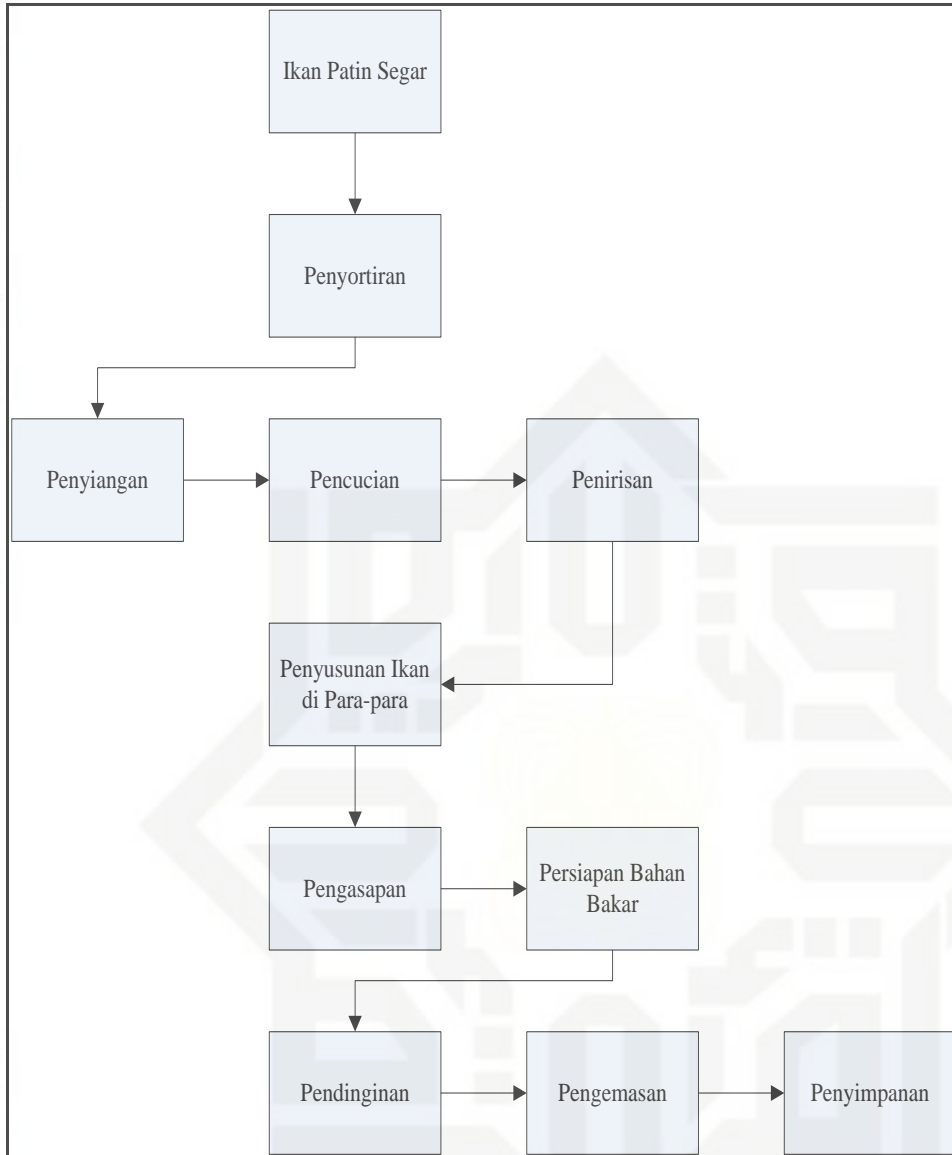 Ikan Patin Segar
Penyortiran
Penyiangan
Pencucian
Penirisan
Penyusunan Ikan
di Para-para
Pengasapan
Persiapan Bahan
Bakar
Pendinginan
Pengemasan
Penyimpanan